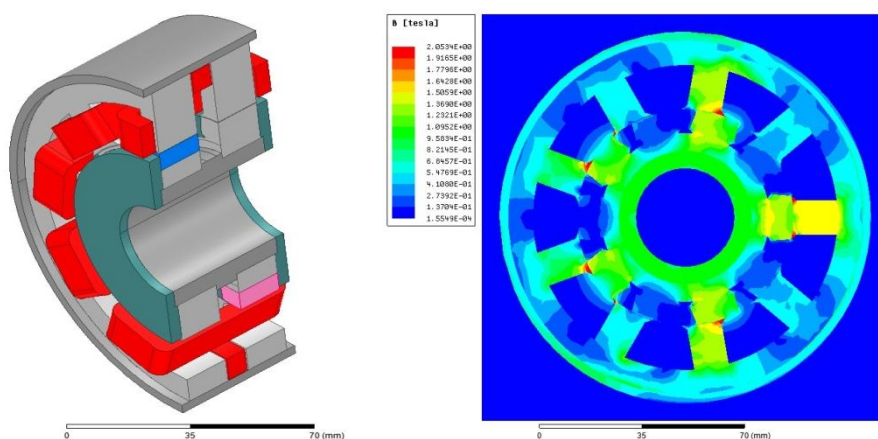 B [tesla]
2.0534E+00
1.9165E+00
1.7796E+00
1.6428E+00
1.5059E+00
1.3690E+00
1.2321E+00
1.0952E+00
9.5834E-01
8.2145E-01
6.8457E-01
5.4769E-01
4.1080E-01
2.7392E-01
1.3704E-01
1.5549E-04
0 35 70 (mm)
0 35 70 (mm)